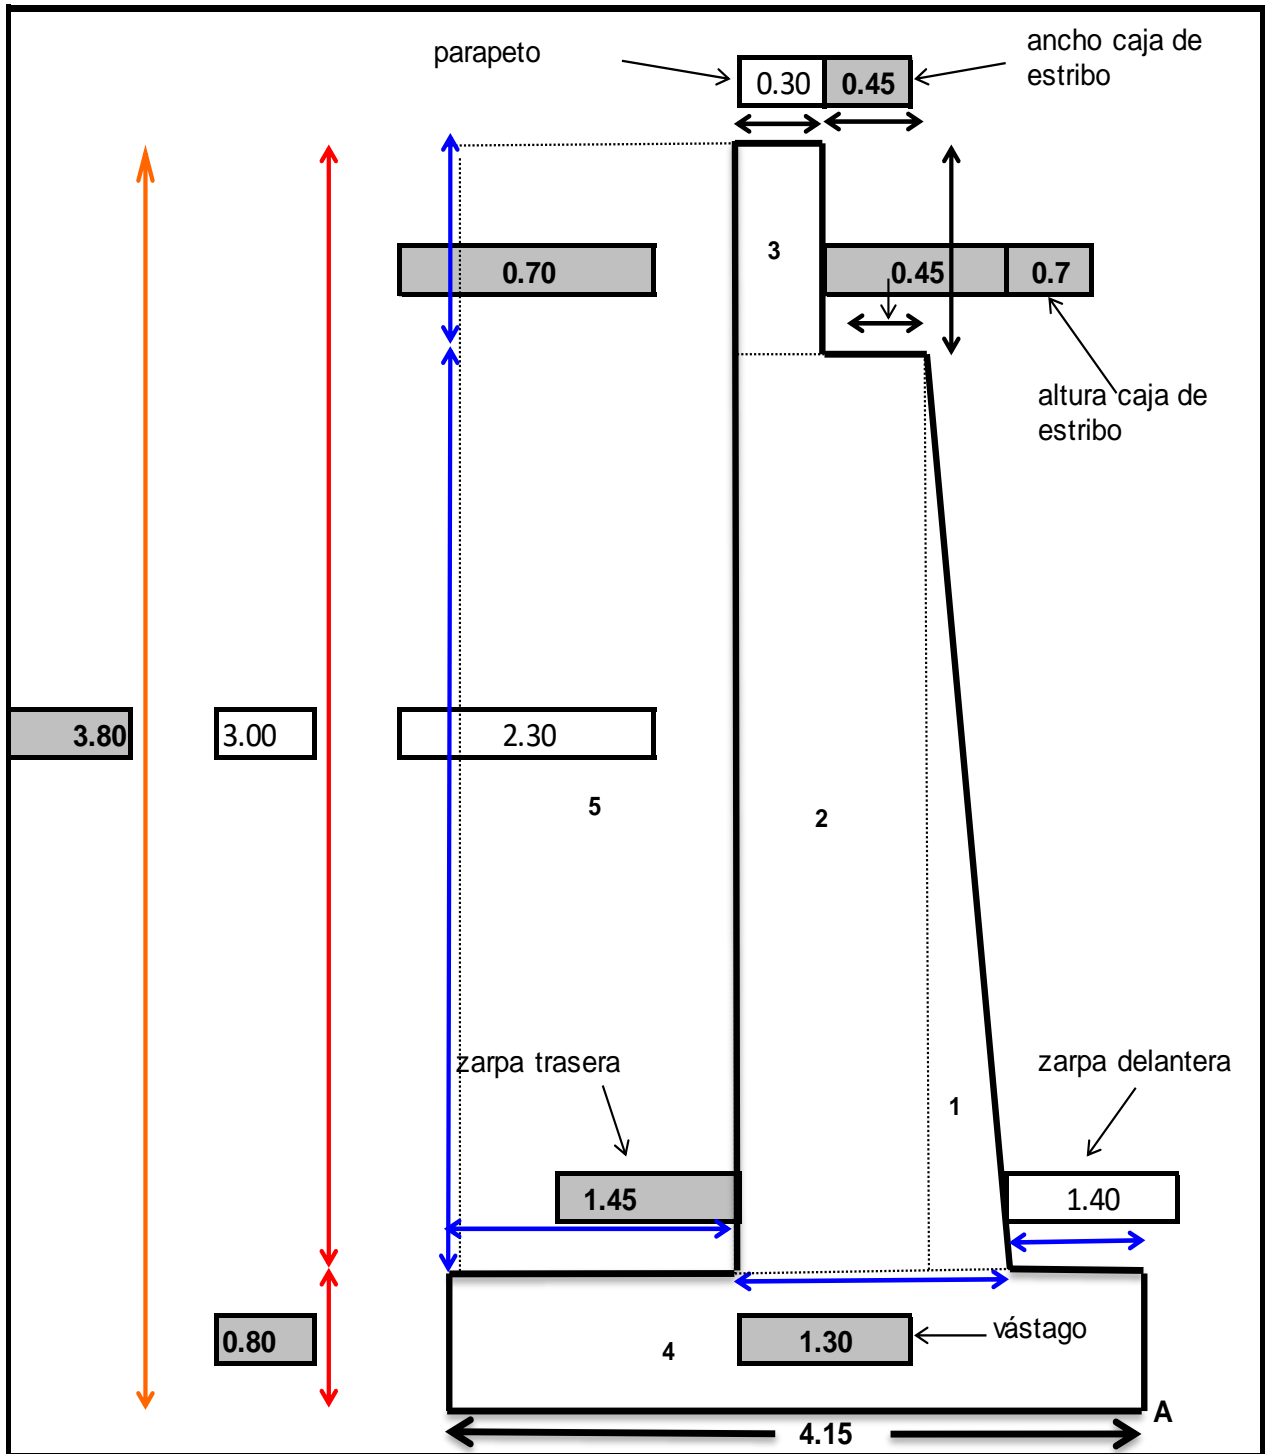 parapeto
ancho caja de
estribo
0.30
0.45
3
0.70
0.45
0.7
altura caja de
estribo
3.80
3.00
2.30
5
2
zarpa trasera
zarpa delantera
1
1.45
1.40
0.80
4
1.30
vástago
A
4.15